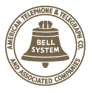 AMERICAN TELEPHONE & TELEGRAPH CO.
BELL
SYSTEM
AND ASSOCIATED COMPANIES